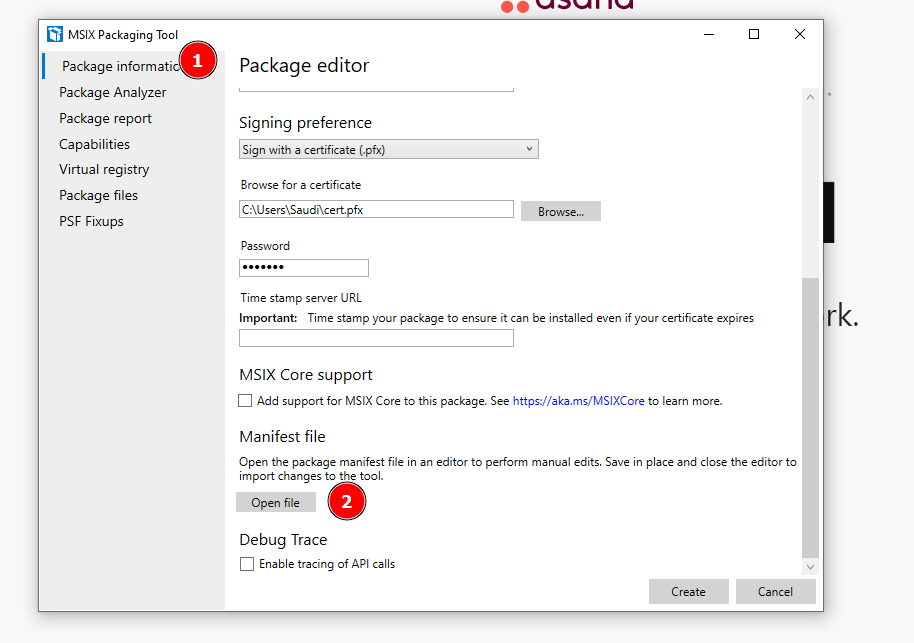 asana
MSIX Packaging Tool
1
Package informatio
Package editor
Package Analyzer
Package report
Capabilities
Virtual registry
Package files
PSF Fixups
Signing preference
Sign with a certificate (.pfx)
Browse for a certificate
C:\Users\Saudi\cert.pfx
Browse...
Password
•••••••
Time stamp server URL
Important: Time stamp your package to ensure it can be installed even if your certificate expires
rk.
MSIX Core support
Add support for MSIX Core to this package. See https://aka.ms/MSIXCore to learn more.
Manifest file
Open the package manifest file in an editor to perform manual edits. Save in place and close the editor to
import changes to the tool.
Open file
2
Debug Trace
Enable tracing of API calls
Create
Cancel